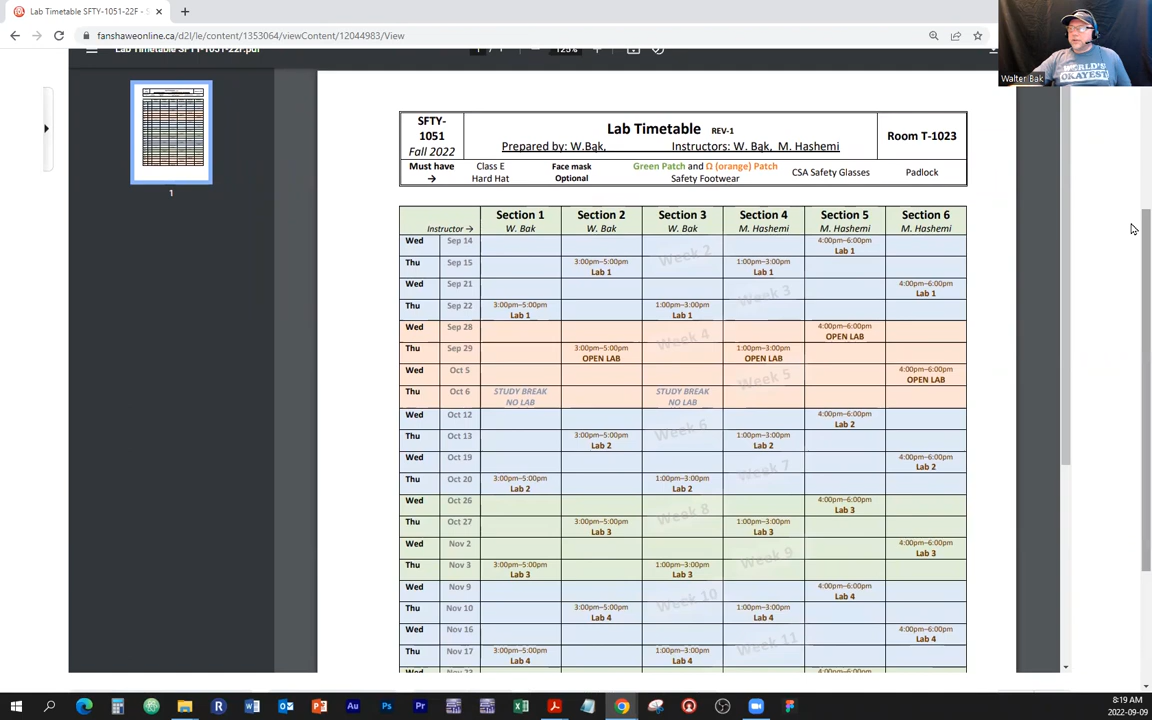 Lab Timetable SFTY-1051-22F - S
fanshaweonline.ca/d2l/le/content/1353064/viewContent/12044983/View
Lab Timetable SFTY-1051-22F.pdf
1 / 1 125%
Walter Bak
WORLD'S
OKAYEST
1
SFTY-
1051
Fall 2022
Lab Timetable REV-1
Prepared by: W.Bak, Instructors: W. Bak, M. Hashemi
Room T-1023
Must have
→
Class E
Hard Hat
Face mask
Optional
Green Patch and Ω (orange) Patch
Safety Footwear
CSA Safety Glasses
Padlock
Section 1 Section 2 Section 3 Section 4 Section 5 Section 6
Instructor → W. Bak W. Bak W. Bak M. Hashemi M. Hashemi M. Hashemi
Wed Sep 14 4:00pm–6:00pm
Lab 1
Week 2
Thu Sep 15 3:00pm–5:00pm 1:00pm–3:00pm
Lab 1 Lab 1
Wed Sep 21 4:00pm–6:00pm
Lab 1
Week 3
Thu Sep 22 3:00pm–5:00pm 1:00pm–3:00pm
Lab 1 Lab 1
Wed Sep 28 4:00pm–6:00pm
OPEN LAB
Week 4
Thu Sep 29 3:00pm–5:00pm 1:00pm–3:00pm
OPEN LAB OPEN LAB
Wed Oct 5 4:00pm–6:00pm
OPEN LAB
Week 5
Thu Oct 6 STUDY BREAK STUDY BREAK
NO LAB NO LAB
Wed Oct 12 4:00pm–6:00pm
Lab 2
Week 6
Thu Oct 13 3:00pm–5:00pm 1:00pm–3:00pm
Lab 2 Lab 2
Wed Oct 19 4:00pm–6:00pm
Lab 2
Week 7
Thu Oct 20 3:00pm–5:00pm 1:00pm–3:00pm
Lab 2 Lab 2
Wed Oct 26 4:00pm–6:00pm
Lab 3
Week 8
Thu Oct 27 3:00pm–5:00pm 1:00pm–3:00pm
Lab 3 Lab 3
Wed Nov 2 4:00pm–6:00pm
Lab 3
Week 9
Thu Nov 3 3:00pm–5:00pm 1:00pm–3:00pm
Lab 3 Lab 3
Wed Nov 9 4:00pm–6:00pm
Lab 4
Week 10
Thu Nov 10 3:00pm–5:00pm 1:00pm–3:00pm
Lab 4 Lab 4
Wed Nov 16 4:00pm–6:00pm
Lab 4
Week 11
Thu Nov 17 3:00pm–5:00pm 1:00pm–3:00pm
Lab 4 Lab 4
Wed Nov 23 4:00pm–6:00pm
8:19 AM
2022-09-09